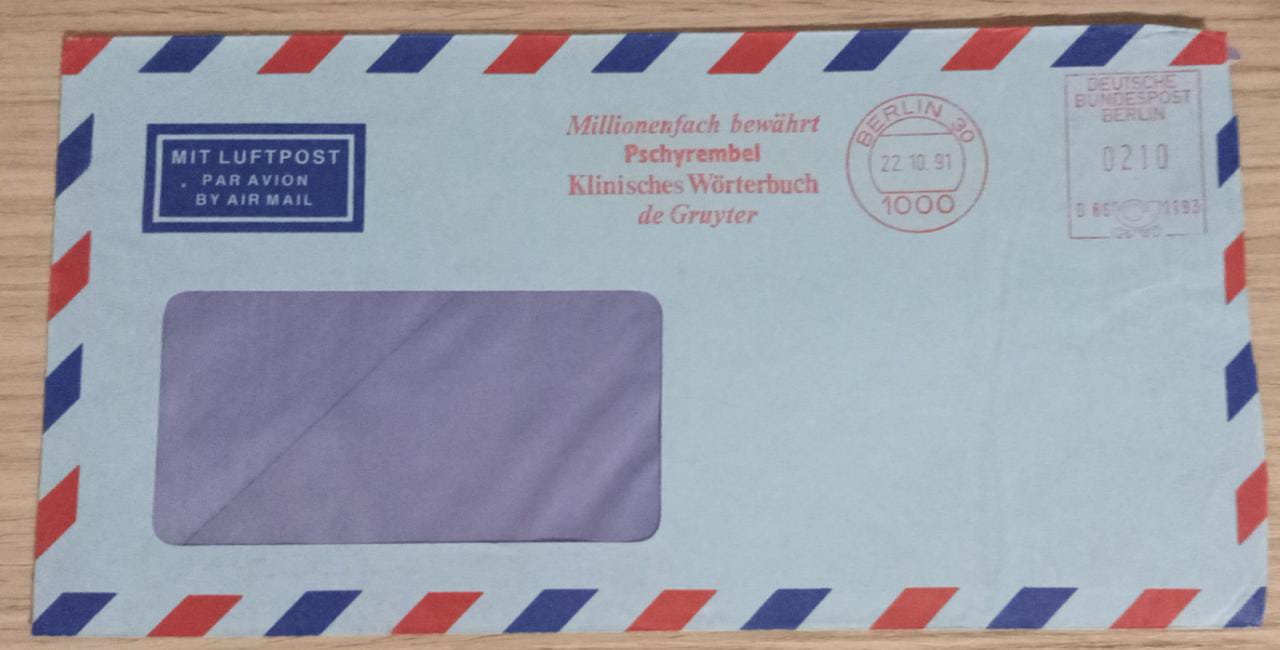 MIT LUFTPOST
PAR AVION
BY AIR MAIL
Millionenfach bewährt
Pschyrembel
Klinisches Wörterbuch
de Gruyter
BERLIN 30
22.10.91
1000
DEUTSCHE
BUNDESPOST
BERLIN
0210
1193